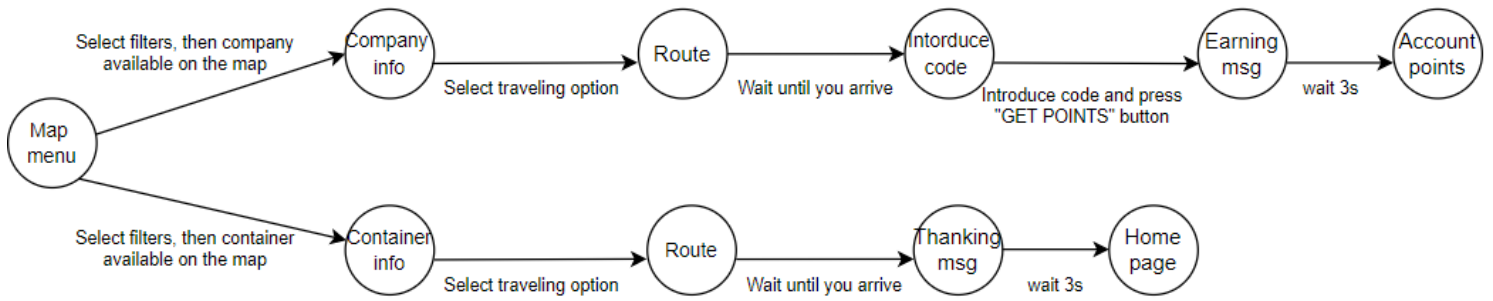 Map
menu
Select filters, then company
available on the map
Company
info
Select traveling option
Route
Wait until you arrive
Intorduce
code
Introduce code and press
"GET POINTS" button
Earning
msg
wait 3s
Account
points
Select filters, then container
available on the map
Container
info
Select traveling option
Route
Wait until you arrive
Thanking
msg
wait 3s
Home
page